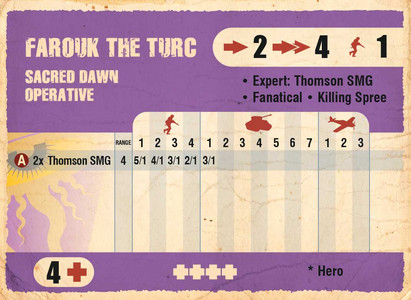 FAROUK THE TURC
2 4 1
SACRED DAWN
OPERATIVE
• Expert: Thomson SMG
• Fanatical • Killing Spree
RANGE 1 2 3 4 1 2 3 4 5 6 7 1 2 3
A 2x Thomson SMG 4 5/1 4/1 3/1 2/1 3/1
4
* Hero